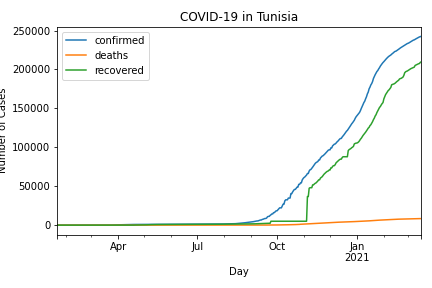 COVID-19 in Tunisia
250000
200000
150000
100000
50000
0
confirmed
deaths
recovered
Number of Cases
Apr
Jul
Oct
Jan
2021
Day